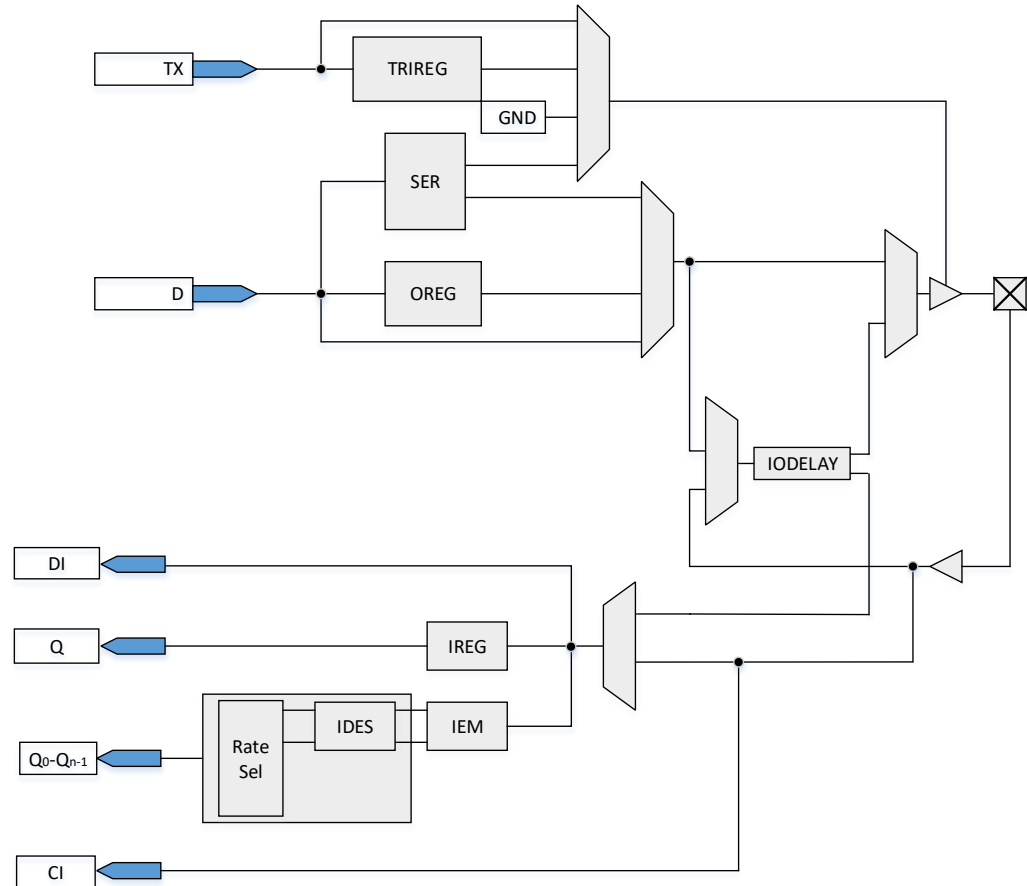 TX
TRIREG
GND
SER
D
OREG
IODELAY
DI
Q
IREG
Rate
Sel
IDES
IEM
Q0-Qn-1
CI